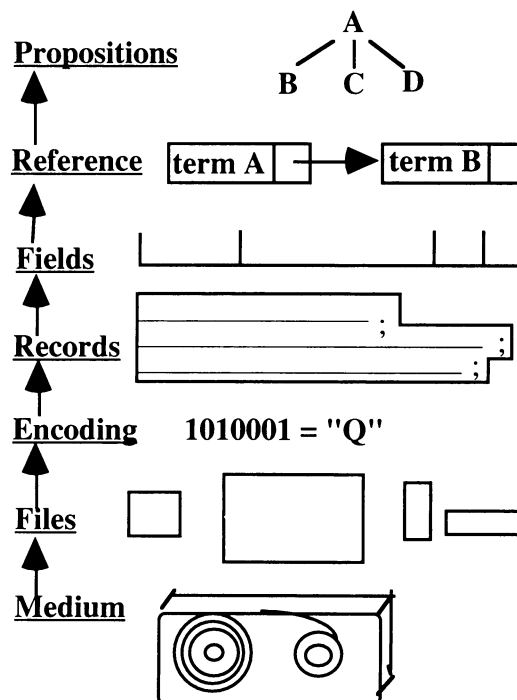 A
Propositions
B C D
Reference term A term B
Fields
Records ;
;
;
Encoding 1010001 = "Q"
Files
Medium